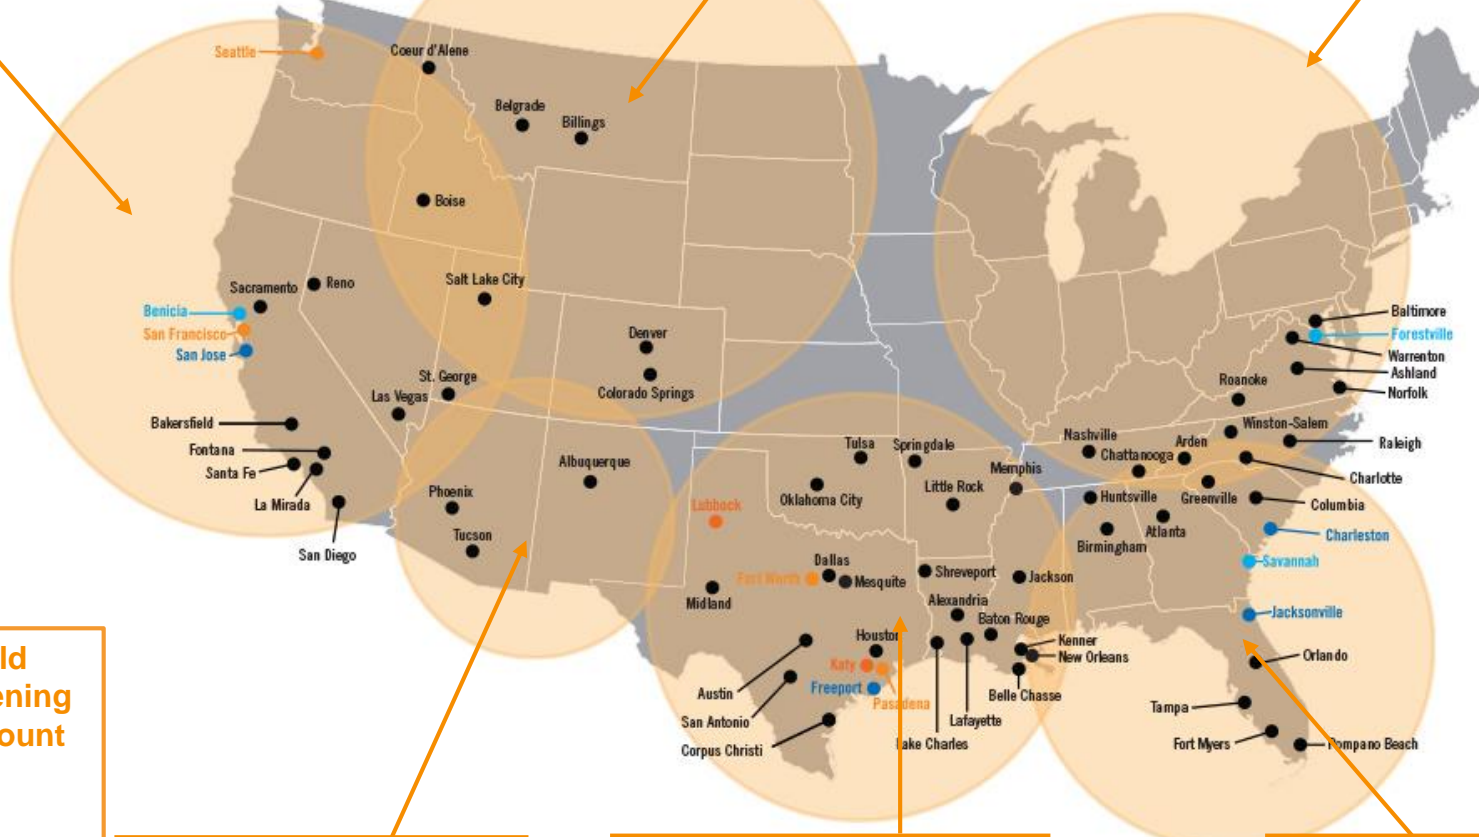 Seattle
Coeur d'Alene
Belgrade
Billings
Boise
Salt Lake City
Sacramento
Reno
Benicia
San Francisco
San Jose
Denver
Colorado Springs
St. George
Las Vegas
Bakersfield
Fontana
Santa Fe
La Mirada
San Diego
Phoenix
Tucson
Albuquerque
Baltimore
Forestville
Warrenton
Ashland
Roanoke
Norfolk
Winston-Salem
Raleigh
Nashville
Chattanooga
Arden
Charlotte
Tulsa
Springdale
Memphis
Oklahoma City
Little Rock
Huntsville
Greenville
Columbia
Lubbock
Birmingham
Atlanta
Charleston
Savannah
Dallas
Fort Worth
Mesquite
Shreveport
Jackson
Midland
Alexandria
Baton Rouge
Jacksonville
Houston
Kenner
New Orleans
Katy
Orlando
Freeport
Pasadena
Belle Chasse
Austin
San Antonio
Lafayette
Tampa
Corpus Christi
Lake Charles
Fort Myers
Pompano Beach
ld
ening
ount